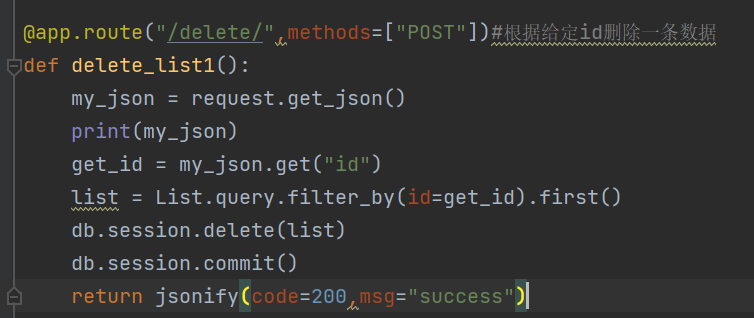 @app.route("/delete/",methods=["POST"])#根据给定id删除一条数据
def delete_list1():
    my_json = request.get_json()
    print(my_json)
    get_id = my_json.get("id")
    list = List.query.filter_by(id=get_id).first()
    db.session.delete(list)
    db.session.commit()
    return jsonify(code=200,msg="success")